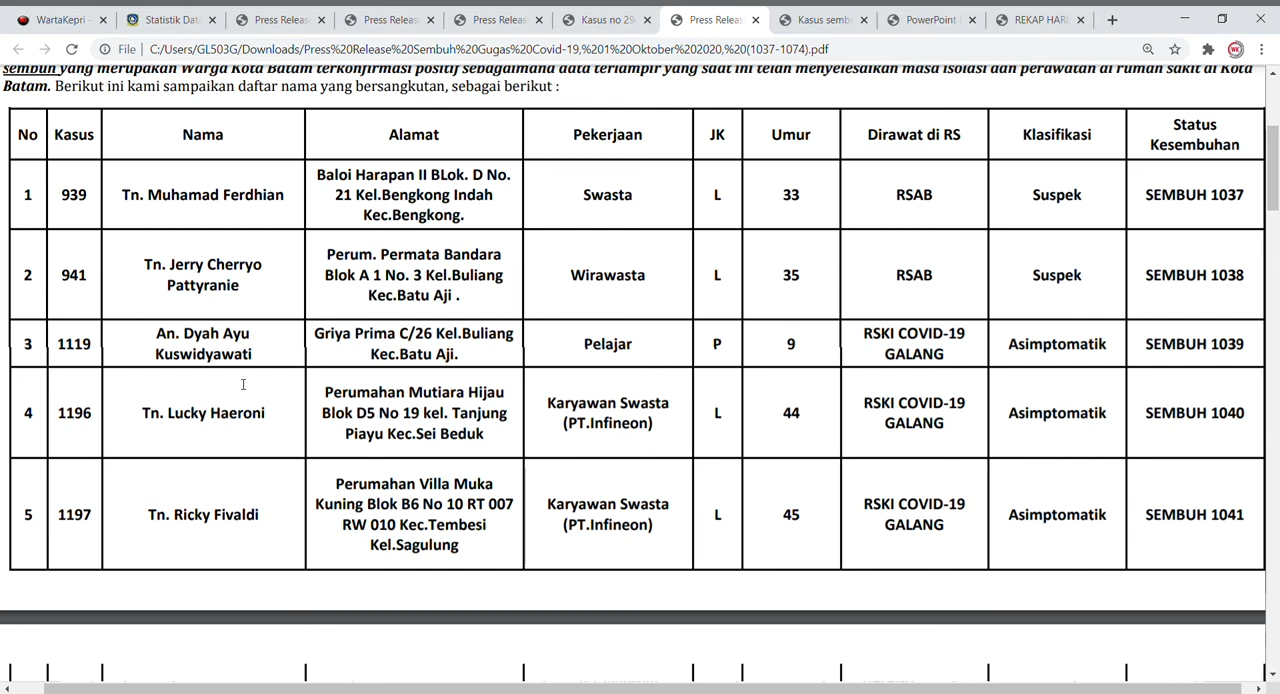 WartaKepri –
Statistik Dat
Press Releas
Press Releas
Press Releas
Kasus no 29
Press Releas
Kasus semb
PowerPoint
REKAP HARI
File | C:/Users/GL503G/Downloads/Press%20Release%20Sembuh%20Gugas%20Covid-19,%201%20Oktober%202020,%20(1037-1074).pdf
sembuh yang merupakan Warga Kota Batam terkonfirmasi positif sebagaimana data terlampir yang saat ini telah menyelesaikan masa isolasi dan perawatan di rumah sakit di Kota
Batam. Berikut ini kami sampaikan daftar nama yang bersangkutan, sebagai berikut :
No Kasus Nama Alamat Pekerjaan JK Umur Dirawat di RS Klasifikasi Status
Kesembuhan
Baloi Harapan II BLok. D No.
1 939 Tn. Muhamad Ferdhian 21 Kel.Bengkong Indah Swasta L 33 RSAB Suspek SEMBUH 1037
Kec.Bengkong.
Tn. Jerry Cherryo Perum. Permata Bandara
2 941 Pattyranie Blok A 1 No. 3 Kel.Buliang Wirawasta L 35 RSAB Suspek SEMBUH 1038
Kec.Batu Aji .
An. Dyah Ayu Griya Prima C/26 Kel.Buliang RSKI COVID-19
3 1119 Kuswidyawati Kec.Batu Aji. Pelajar P 9 GALANG Asimptomatik SEMBUH 1039
Perumahan Mutiara Hijau Karyawan Swasta RSKI COVID-19
4 1196 Tn. Lucky Haeroni Blok D5 No 19 kel. Tanjung (PT.Infineon) L 44 GALANG Asimptomatik SEMBUH 1040
Piayu Kec.Sei Beduk
Perumahan Villa Muka
Kuning Blok B6 No 10 RT 007 Karyawan Swasta RSKI COVID-19
5 1197 Tn. Ricky Fivaldi RW 010 Kec.Tembesi (PT.Infineon) L 45 GALANG Asimptomatik SEMBUH 1041
Kel.Sagulung